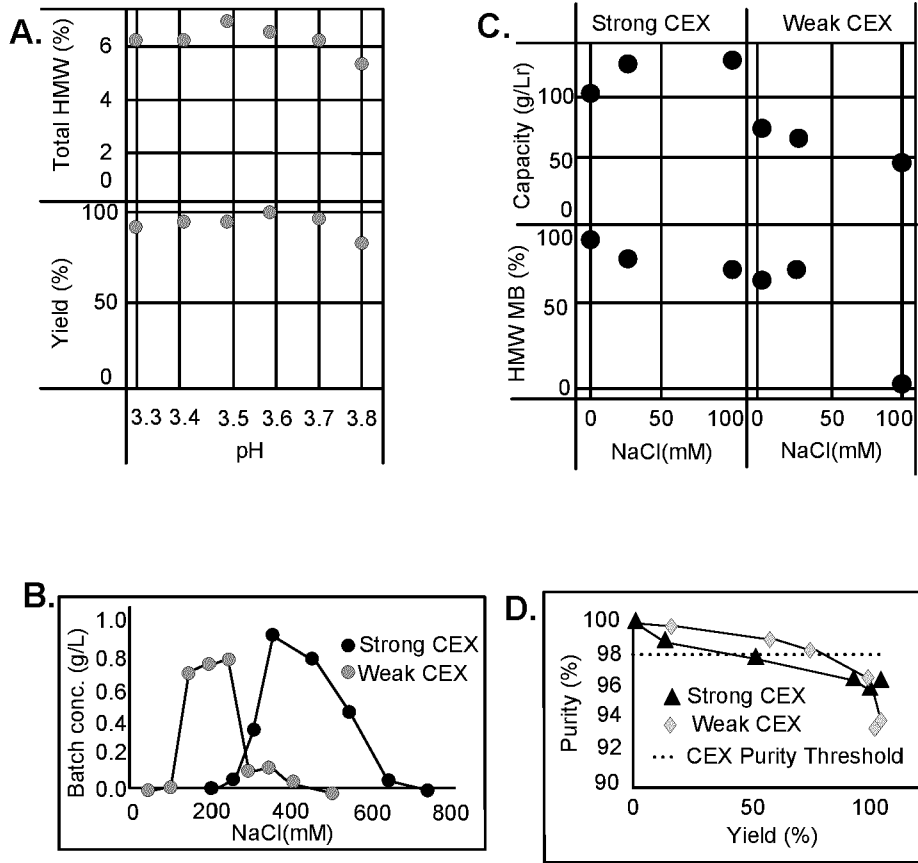 A.
Total HMW (%)
6
4
2
0
Yield (%)
100
50
0
3.3 3.4 3.5 3.6 3.7 3.8
pH
C.
Strong CEX Weak CEX
Capacity (g/Lr)
100
50
0
HMW MB (%)
100
50
0
0 50 100 0 50 100
NaCl(mM) NaCl(mM)
B.
Batch conc. (g/L)
1.0
0.8
0.6
0.4
0.2
0.0
Strong CEX
Weak CEX
0 200 400 600 800
NaCl(mM)
D.
Purity (%)
100
98
96
94
92
90
Strong CEX
Weak CEX
CEX Purity Threshold
0 50 100
Yield (%)